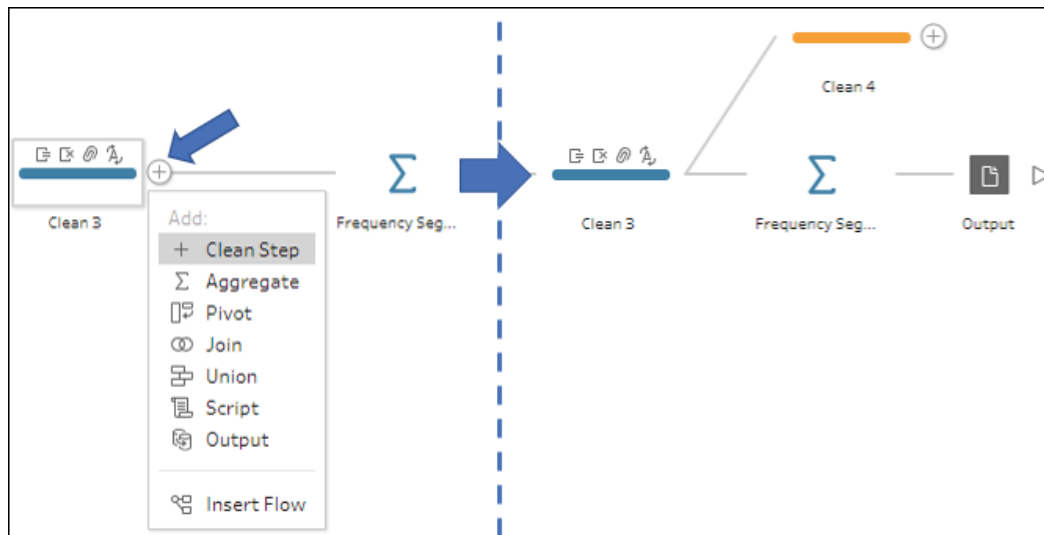 Clean 3
Add:
Clean Step
Aggregate
Pivot
Join
Union
Script
Output
Insert Flow
Frequency Seg...
Clean 4
Clean 3
Frequency Seg...
Output